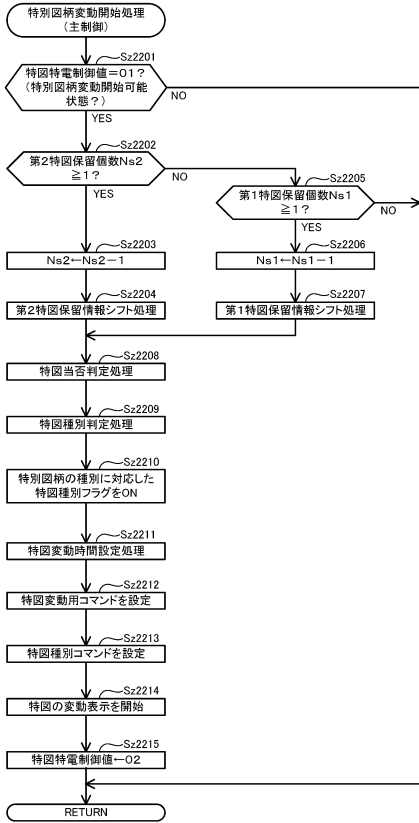 特別図柄変動開始処理
(主制御)
Sz2201
特図特電制御値=01?
(特別図柄変動開始可能
状態?)
NO
YES
Sz2202
第2特図保留個数Ns2
≧1?
NO
YES
Sz2205
第1特図保留個数Ns1
≧1?
NO
YES
Sz2203
Ns2←Ns2-1
Sz2206
Ns1←Ns1-1
Sz2204
第2特図保留情報シフト処理
Sz2207
第1特図保留情報シフト処理
Sz2208
特図当否判定処理
Sz2209
特図種別判定処理
Sz2210
特別図柄の種別に対応した
特図種別フラグをON
Sz2211
特図変動時間設定処理
Sz2212
特図変動用コマンドを設定
Sz2213
特図種別コマンドを設定
Sz2214
特図の変動表示を開始
Sz2215
特図特電制御値←02
RETURN